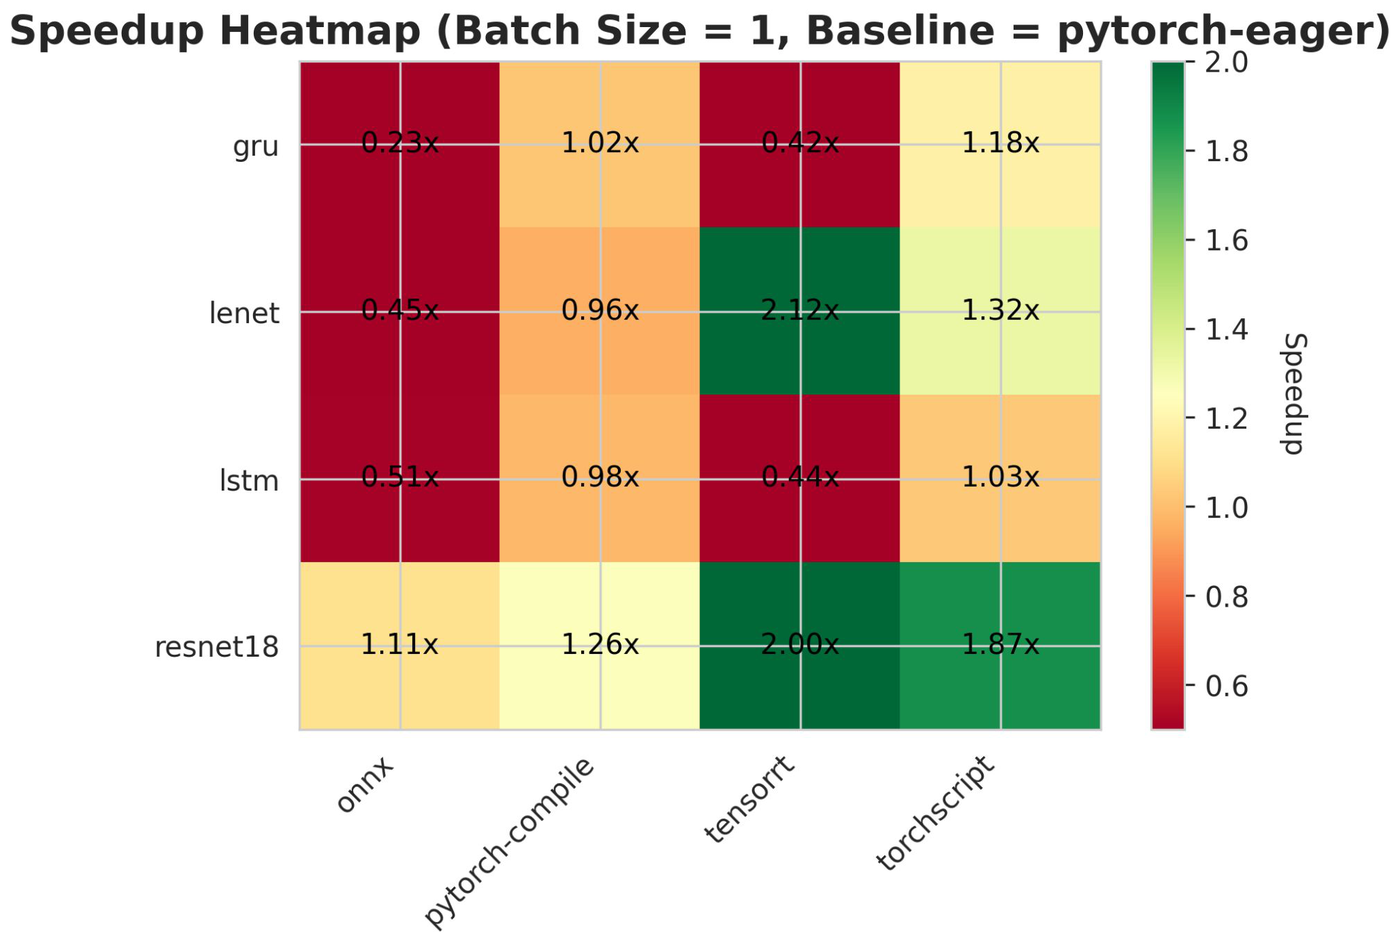 Speedup Heatmap (Batch Size = 1, Baseline = pytorch-eager)
gru 0.23x 1.02x 0.42x 1.18x
lenet 0.45x 0.96x 2.12x 1.32x
lstm 0.51x 0.98x 0.44x 1.03x
resnet18 1.11x 1.26x 2.00x 1.87x
onnx pytorch-compile tensorrt torchscript
2.0
1.8
1.6
1.4
1.2
1.0
0.8
0.6
Speedup